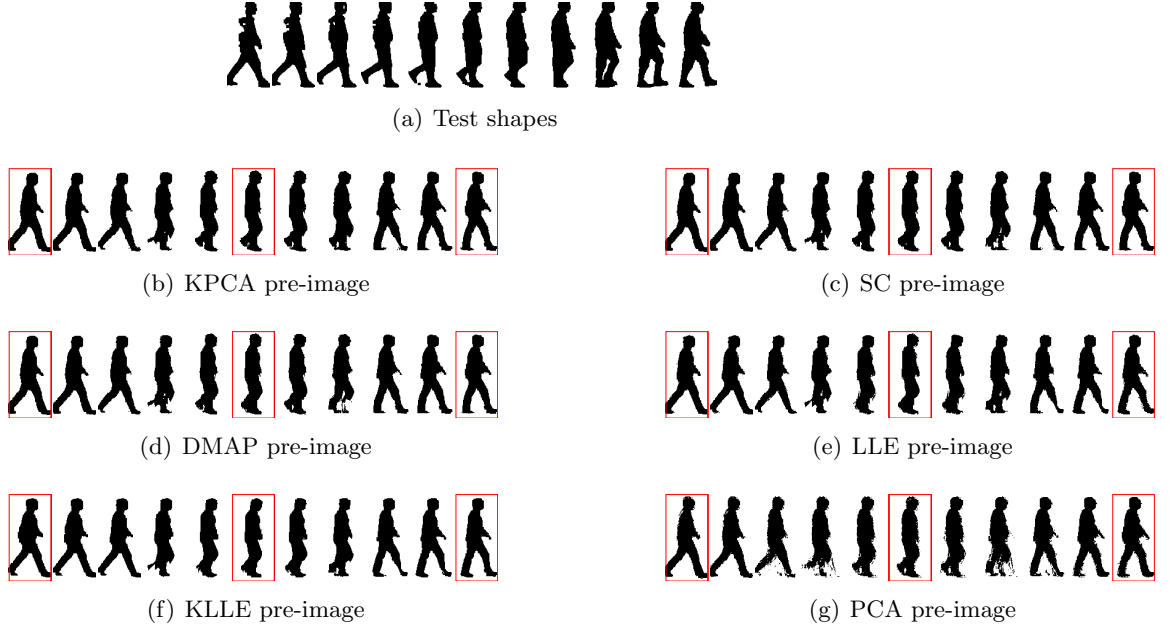 (a) Test shapes
(b) KPCA pre-image
(c) SC pre-image
(d) DMAP pre-image
(e) LLE pre-image
(f) KLLE pre-image
(g) PCA pre-image